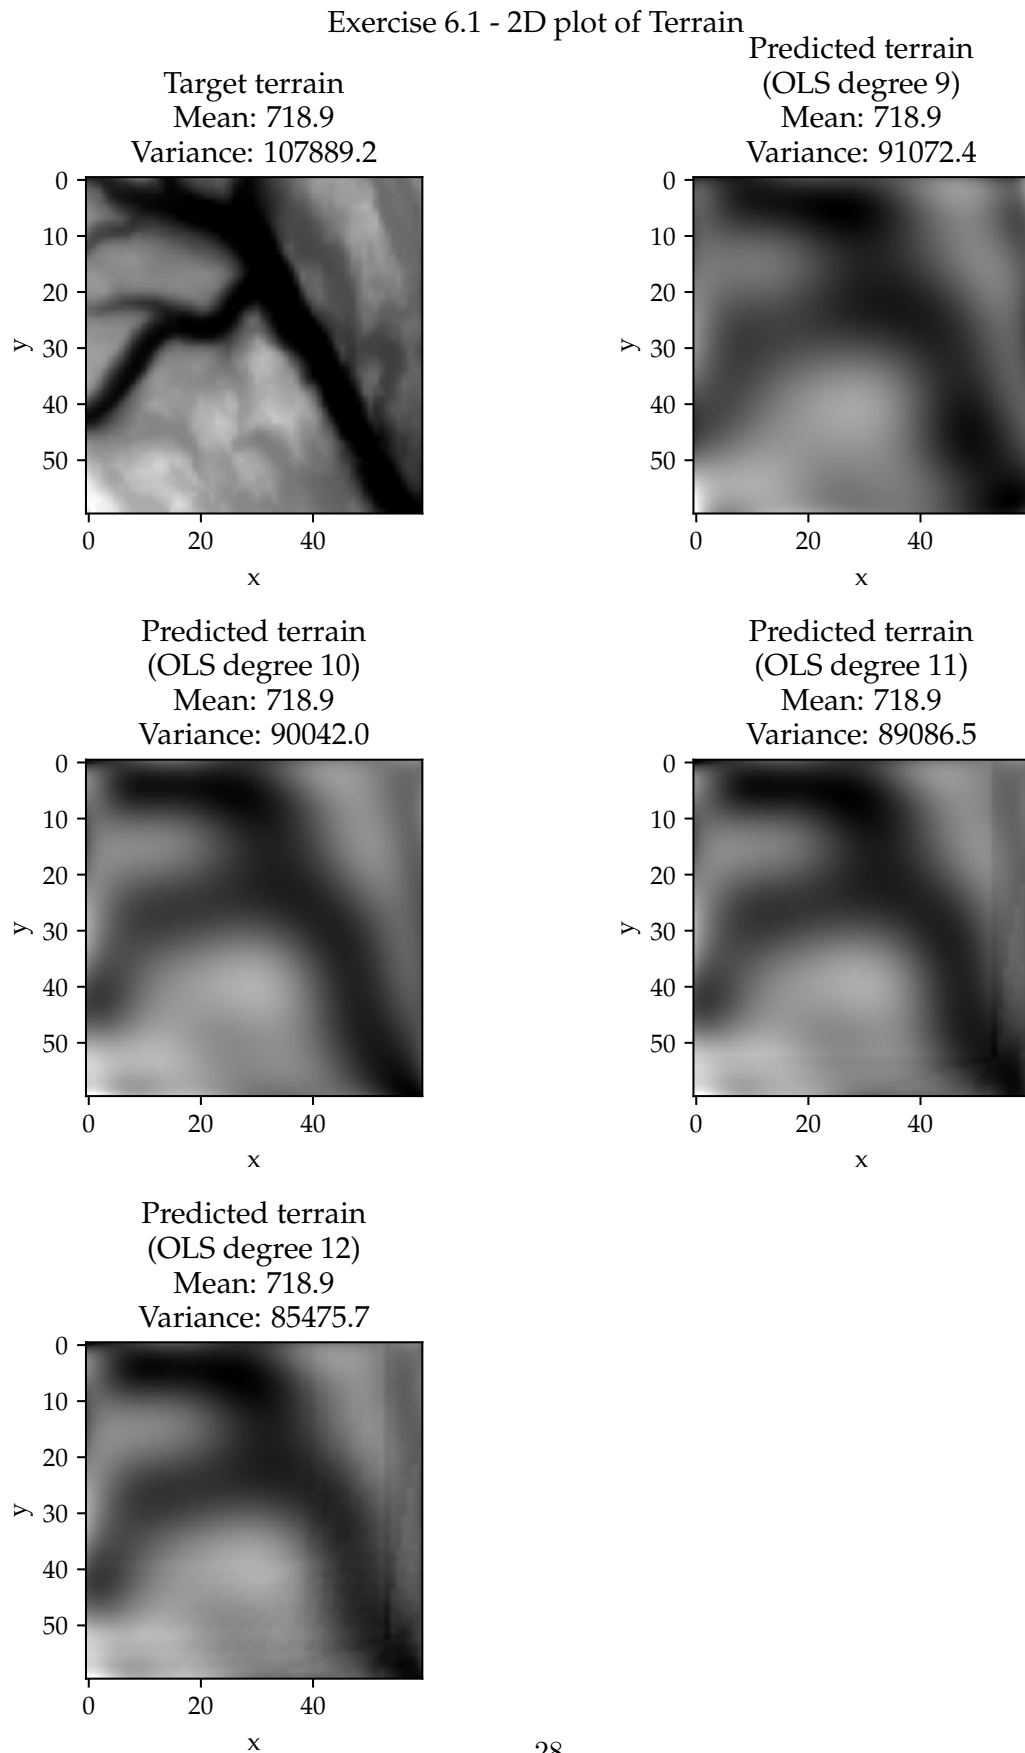 Exercise 6.1 - 2D plot of Terrain
Target terrain
Mean: 718.9
Variance: 107889.2
0
10
20
30
40
50
y
0 20 40
x
Predicted terrain
(OLS degree 9)
Mean: 718.9
Variance: 91072.4
0
10
20
30
40
50
y
0 20 40
x
Predicted terrain
(OLS degree 10)
Mean: 718.9
Variance: 90042.0
0
10
20
30
40
50
y
0 20 40
x
Predicted terrain
(OLS degree 11)
Mean: 718.9
Variance: 89086.5
0
10
20
30
40
50
y
0 20 40
x
Predicted terrain
(OLS degree 12)
Mean: 718.9
Variance: 85475.7
0
10
20
30
40
50
y
0 20 40
x
28